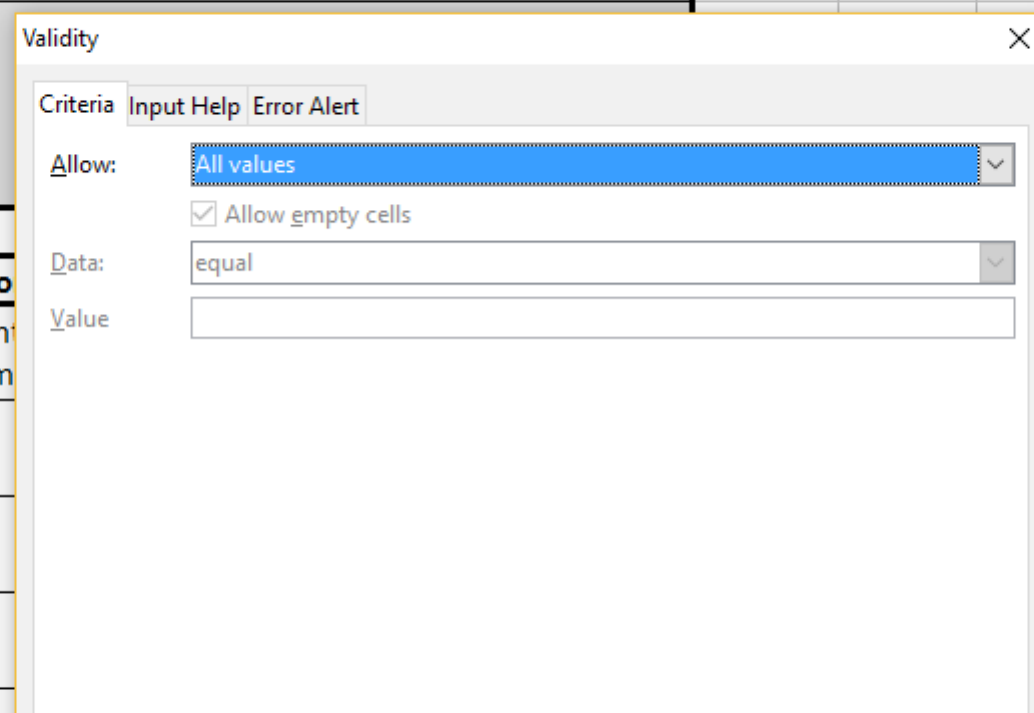 Validity
Criteria Input Help Error Alert
Allow: All values
Allow empty cells
Data: equal
Value